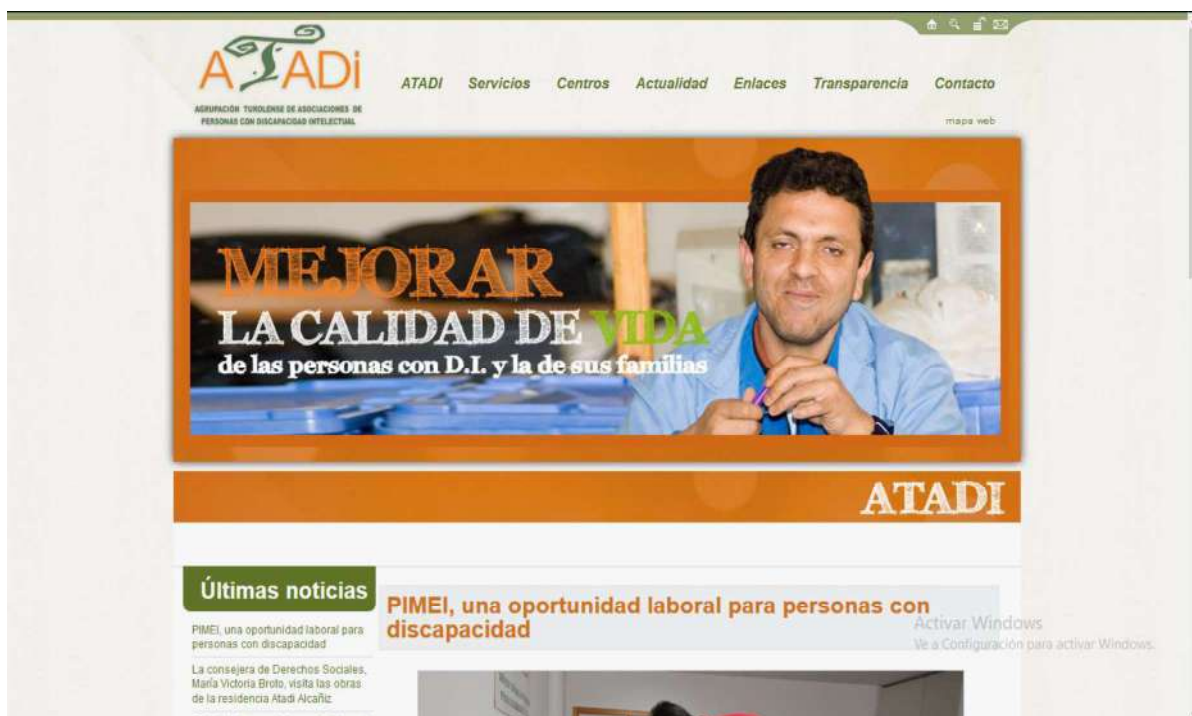 ATADi
AGRUPACIÓN TUROLENSE DE ASOCIACIONES DE
PERSONAS CON DISCAPACIDAD INTELECTUAL
ATADI Servicios Centros Actualidad Enlaces Transparencia Contacto
mapa web
MEJORAR
LA CALIDAD DE VIDA
de las personas con D.I. y la de sus familias
ATADI
Últimas noticias
PIMEI, una oportunidad laboral para
personas con discapacidad
La consejera de Derechos Sociales,
María Victoria Broto, visita las obras
de la residencia Atadi Alcañiz
PIMEI, una oportunidad laboral para personas con
discapacidad
Activar Windows
Ve a Configuración para activar Windows.